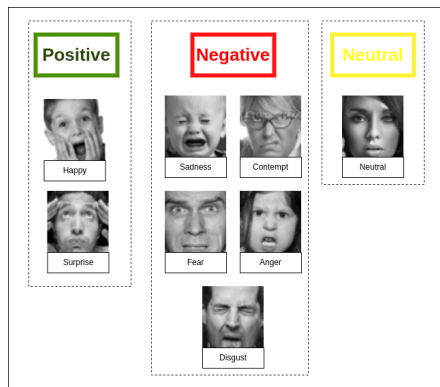 Positive
Negative
Neutral
Happy
Sadness
Contempt
Neutral
Surprise
Fear
Anger
Disgust